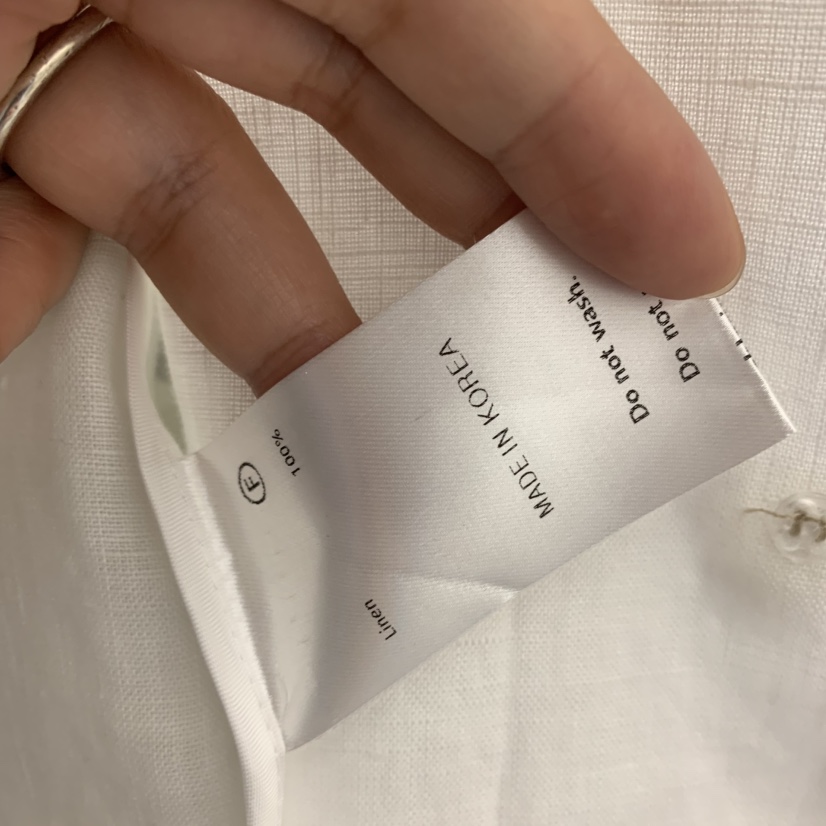 Ⓕ
Linen 100%
MADE IN KOREA
Do not wash.
Do not